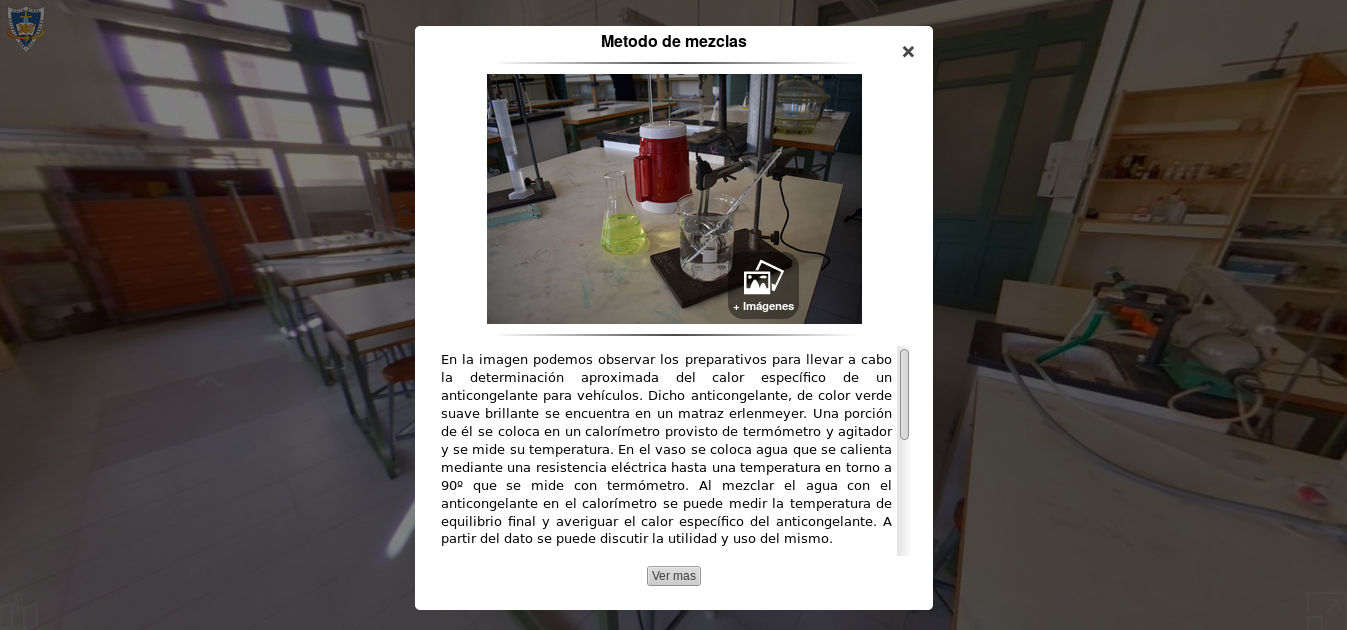 Metodo de mezclas
+ Imágenes
En la imagen podemos observar los preparativos para llevar a cabo
la determinación aproximada del calor específico de un
anticongelante para vehículos. Dicho anticongelante, de color verde
suave brillante se encuentra en un matraz erlenmeyer. Una porción
de él se coloca en un calorímetro provisto de termómetro y agitador
y se mide su temperatura. En el vaso se coloca agua que se calienta
mediante una resistencia eléctrica hasta una temperatura en torno a
90º que se mide con termómetro. Al mezclar el agua con el
anticongelante en el calorímetro se puede medir la temperatura de
equilibrio final y averiguar el calor específico del anticongelante. A
partir del dato se puede discutir la utilidad y uso del mismo.
Ver mas